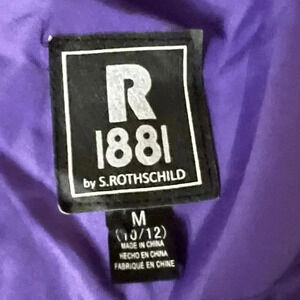 R
1881
by S.ROTHSCHILD
M
(10/12)
MADE IN CHINA
HECHO EN CHINA
FABRIQUÉ EN CHINE